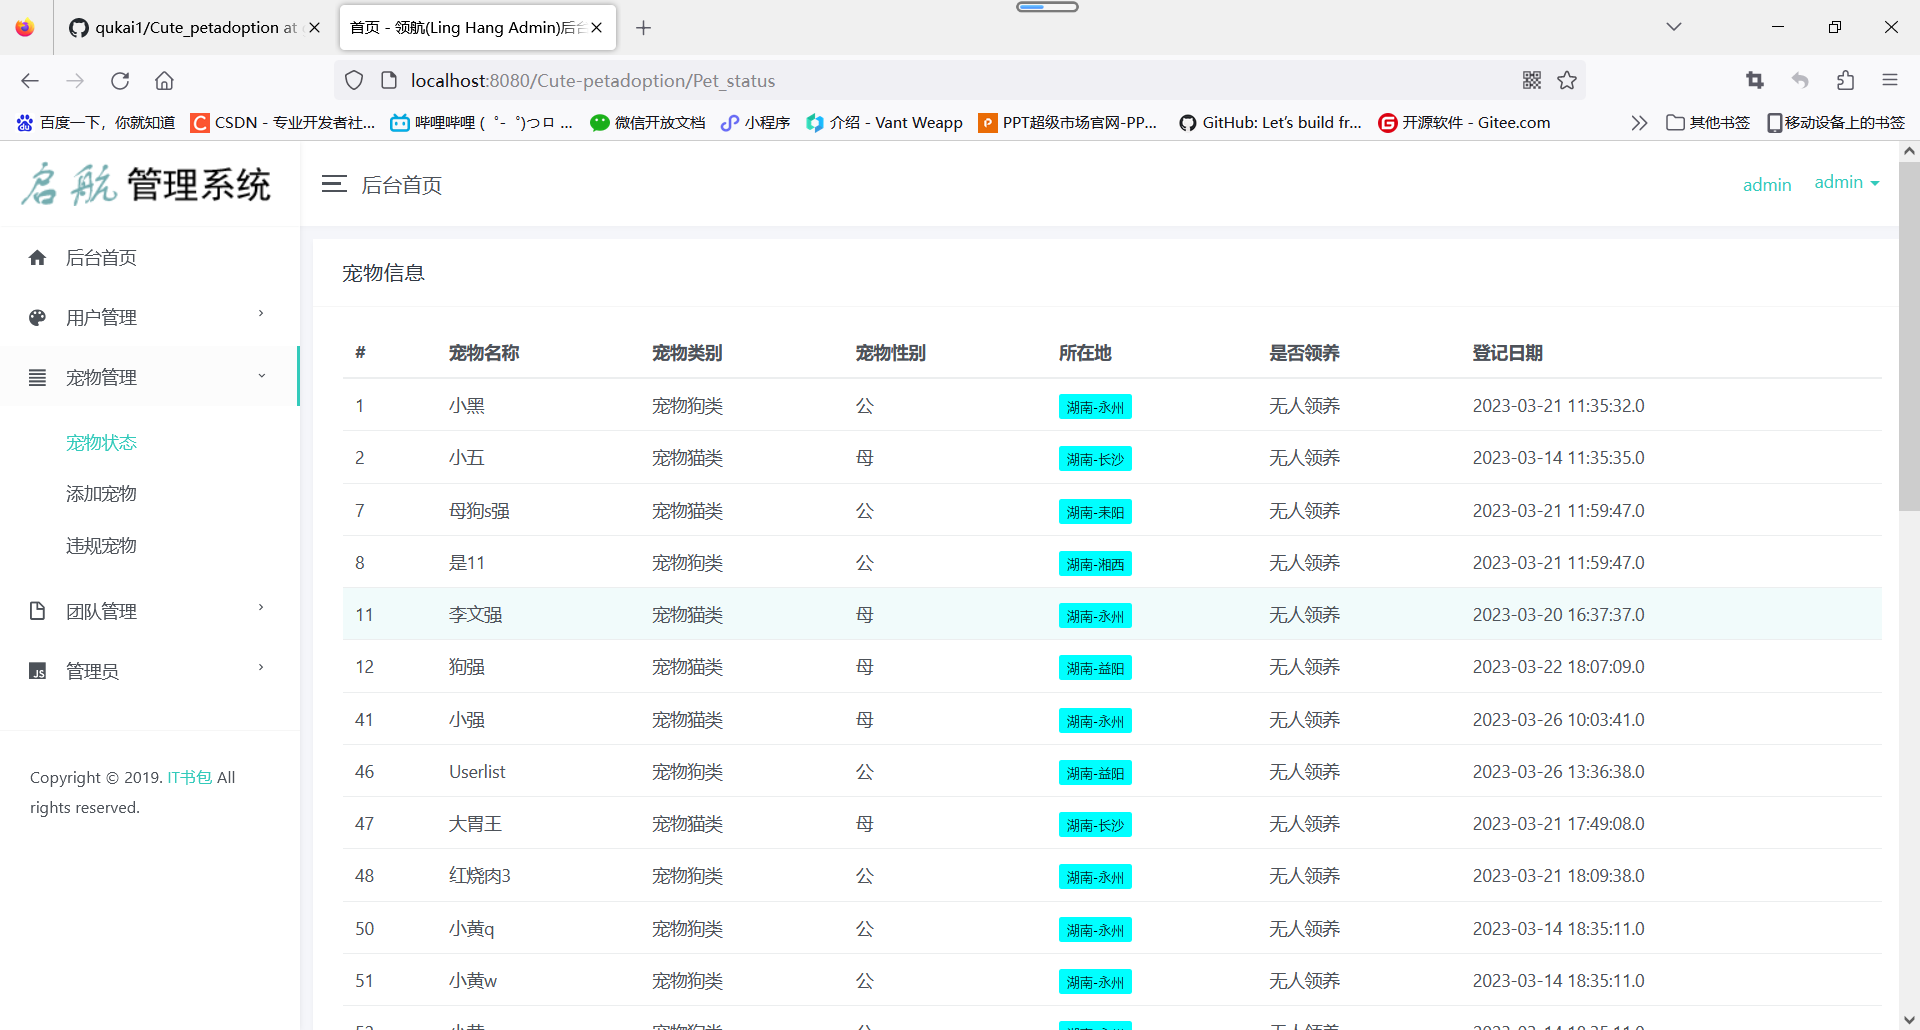 qukai1/Cute_petadoption at
首页 - 领航(Ling Hang Admin)后台
localhost:8080/Cute-petadoption/Pet_status
百度一下，你就知道 CSDN - 专业开发者社... 哔哩哔哩 ( ゜- ゜)つロ ... 微信开放文档 小程序 介绍 - Vant Weapp PPT超级市场官网-PP... GitHub: Let's build fr... 开源软件 - Gitee.com 其他书签 移动设备上的书签
启航 管理系统
后台首页
admin admin
后台首页
用户管理
宠物管理
宠物状态
添加宠物
违规宠物
团队管理
管理员
Copyright © 2019. IT书包 All
rights reserved.
宠物信息
# 宠物名称 宠物类别 宠物性别 所在地 是否领养 登记日期
1 小黑 宠物狗类 公 湖南-永州 无人领养 2023-03-21 11:35:32.0
2 小五 宠物猫类 母 湖南-长沙 无人领养 2023-03-14 11:35:35.0
7 母狗s强 宠物猫类 公 湖南-耒阳 无人领养 2023-03-21 11:59:47.0
8 是11 宠物狗类 公 湖南-湘西 无人领养 2023-03-21 11:59:47.0
11 李文强 宠物猫类 母 湖南-永州 无人领养 2023-03-20 16:37:37.0
12 狗强 宠物猫类 母 湖南-益阳 无人领养 2023-03-22 18:07:09.0
41 小强 宠物猫类 母 湖南-永州 无人领养 2023-03-26 10:03:41.0
46 Userlist 宠物狗类 公 湖南-益阳 无人领养 2023-03-26 13:36:38.0
47 大胃王 宠物猫类 母 湖南-长沙 无人领养 2023-03-21 17:49:08.0
48 红烧肉3 宠物狗类 公 湖南-永州 无人领养 2023-03-21 18:09:38.0
50 小黄q 宠物狗类 公 湖南-永州 无人领养 2023-03-14 18:35:11.0
51 小黄w 宠物狗类 公 湖南-永州 无人领养 2023-03-14 18:35:11.0